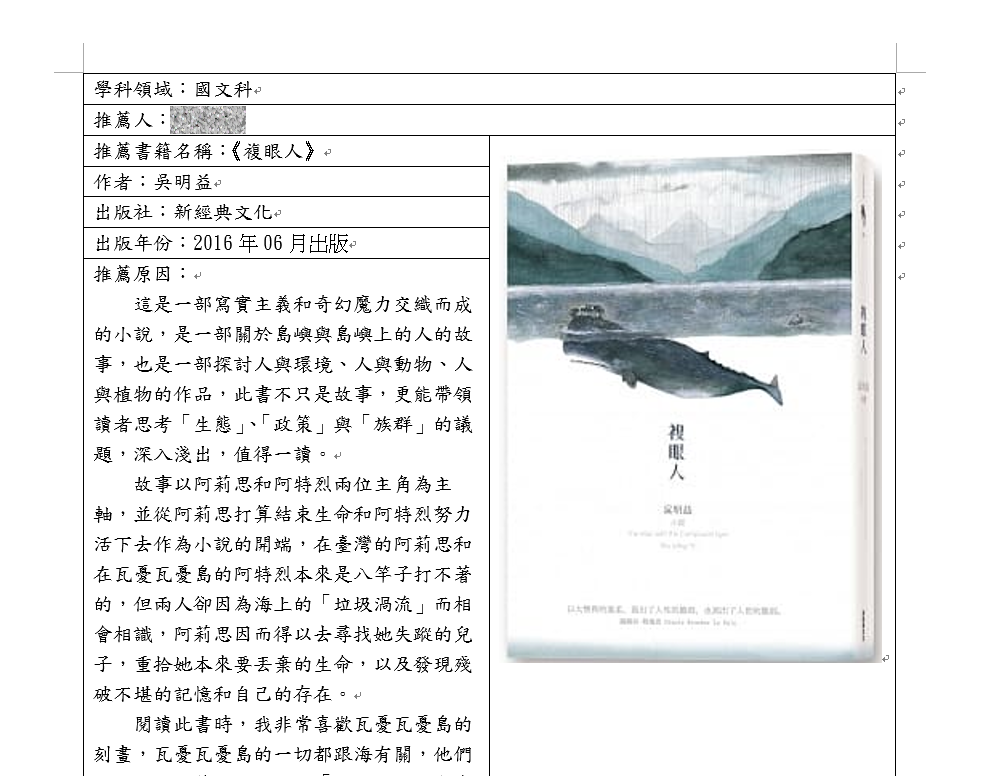 學科領域：國文科
推薦人：
推薦書籍名稱：《複眼人》
作者：吳明益
出版社：新經典文化
出版年份：2016 年 06 月出版
推薦原因：
這是一部寫實主義和奇幻魔力交織而成
的小說，是一部關於島嶼與島嶼上的人的故
事，也是一部探討人與環境、人與動物、人
與植物的作品，此書不只是故事，更能帶領
讀者思考「生態」、「政策」與「族群」的議
題，深入淺出，值得一讀。
故事以阿莉思和阿特烈兩位主角為主
軸，並從阿莉思打算結束生命和阿特烈努力
活下去作為小說的開端，在臺灣的阿莉思和
在瓦憂瓦憂島的阿特烈本來是八竿子打不著
的，但兩人卻因為海上的「垃圾渦流」而相
會相識，阿莉思因而得以去尋找她失蹤的兒
子，重拾她本來要丟棄的生命，以及發現殘
破不堪的記憶和自己的存在。
閱讀此書時，我非常喜歡瓦憂瓦憂島的
刻畫，瓦憂瓦憂島的一切都跟海有關，他們
複眼人
吳明益
小說
The Man with the Compound Eyes
複眼人